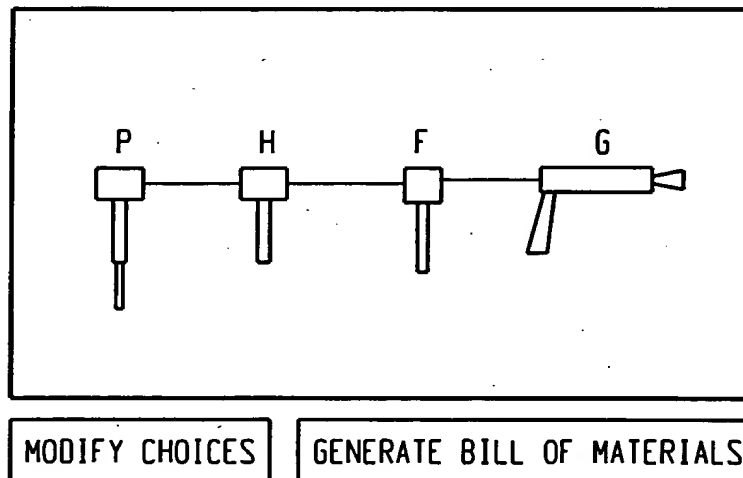 P H F G
MODIFY CHOICES
GENERATE BILL OF MATERIALS